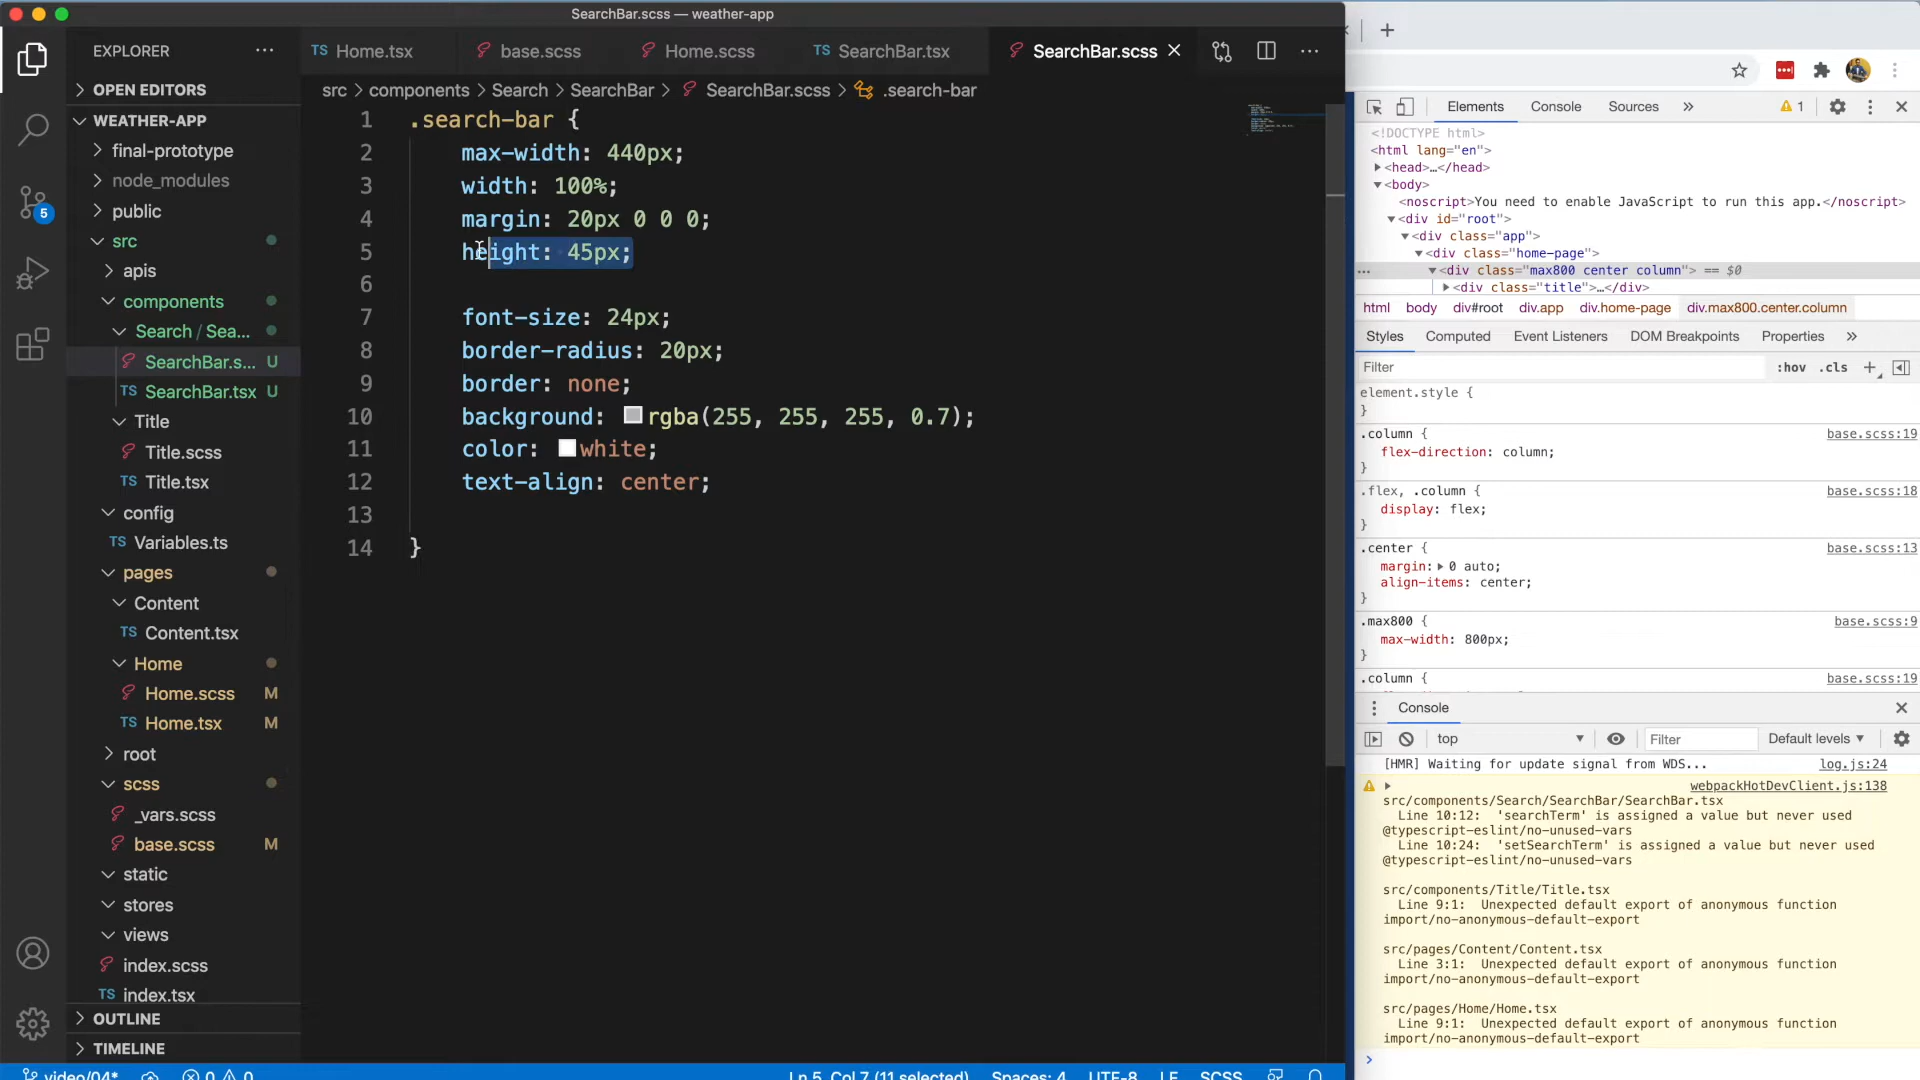 SearchBar.scss — weather-app
EXPLORER
OPEN EDITORS
WEATHER-APP
final-prototype
node_modules
public
src
apis
components
Search / Sea...
SearchBar.s... U
TS SearchBar.tsx U
Title
Title.scss
TS Title.tsx
config
TS Variables.ts
pages
Content
TS Content.tsx
Home
Home.scss M
TS Home.tsx M
root
scss
_vars.scss
base.scss M
static
stores
views
index.scss
TS index.tsx
OUTLINE
TIMELINE
5
TS Home.tsx base.scss Home.scss TS SearchBar.tsx SearchBar.scss
src > components > Search > SearchBar > SearchBar.scss > .search-bar
1 .search-bar {
2 max-width: 440px;
3 width: 100%;
4 margin: 20px 0 0 0;
5 height: 45px;
6
7 font-size: 24px;
8 border-radius: 20px;
9 border: none;
10 background: rgba(255, 255, 255, 0.7);
11 color: white;
12 text-align: center;
13
14 }
video/04* 0 0 Ln 5, Col 7 (11 selected) Spaces: 4 UTF-8 LF SCSS
Elements Console Sources » 1
<!DOCTYPE html>
<html lang="en">
<head>…</head>
<body>
<noscript>You need to enable JavaScript to run this app.</noscript>
<div id="root">
<div class="app">
<div class="home-page">
… <div class="max800 center column"> == $0
<div class="title">…</div>
html body div#root div.app div.home-page div.max800.center.column
Styles Computed Event Listeners DOM Breakpoints Properties »
Filter :hov .cls +
element.style {
}
.column { base.scss:19
flex-direction: column;
}
.flex, .column { base.scss:18
display: flex;
}
.center { base.scss:13
margin: 0 auto;
align-items: center;
}
.max800 { base.scss:9
max-width: 800px;
}
.column { base.scss:19
Console
top Filter Default levels
[HMR] Waiting for update signal from WDS... log.js:24
webpackHotDevClient.js:138
src/components/Search/SearchBar/SearchBar.tsx
Line 10:12: 'searchTerm' is assigned a value but never used
@typescript-eslint/no-unused-vars
Line 10:24: 'setSearchTerm' is assigned a value but never used
@typescript-eslint/no-unused-vars
src/components/Title/Title.tsx
Line 9:1: Unexpected default export of anonymous function
import/no-anonymous-default-export
src/pages/Content/Content.tsx
Line 3:1: Unexpected default export of anonymous function
import/no-anonymous-default-export
src/pages/Home/Home.tsx
Line 9:1: Unexpected default export of anonymous function
import/no-anonymous-default-export